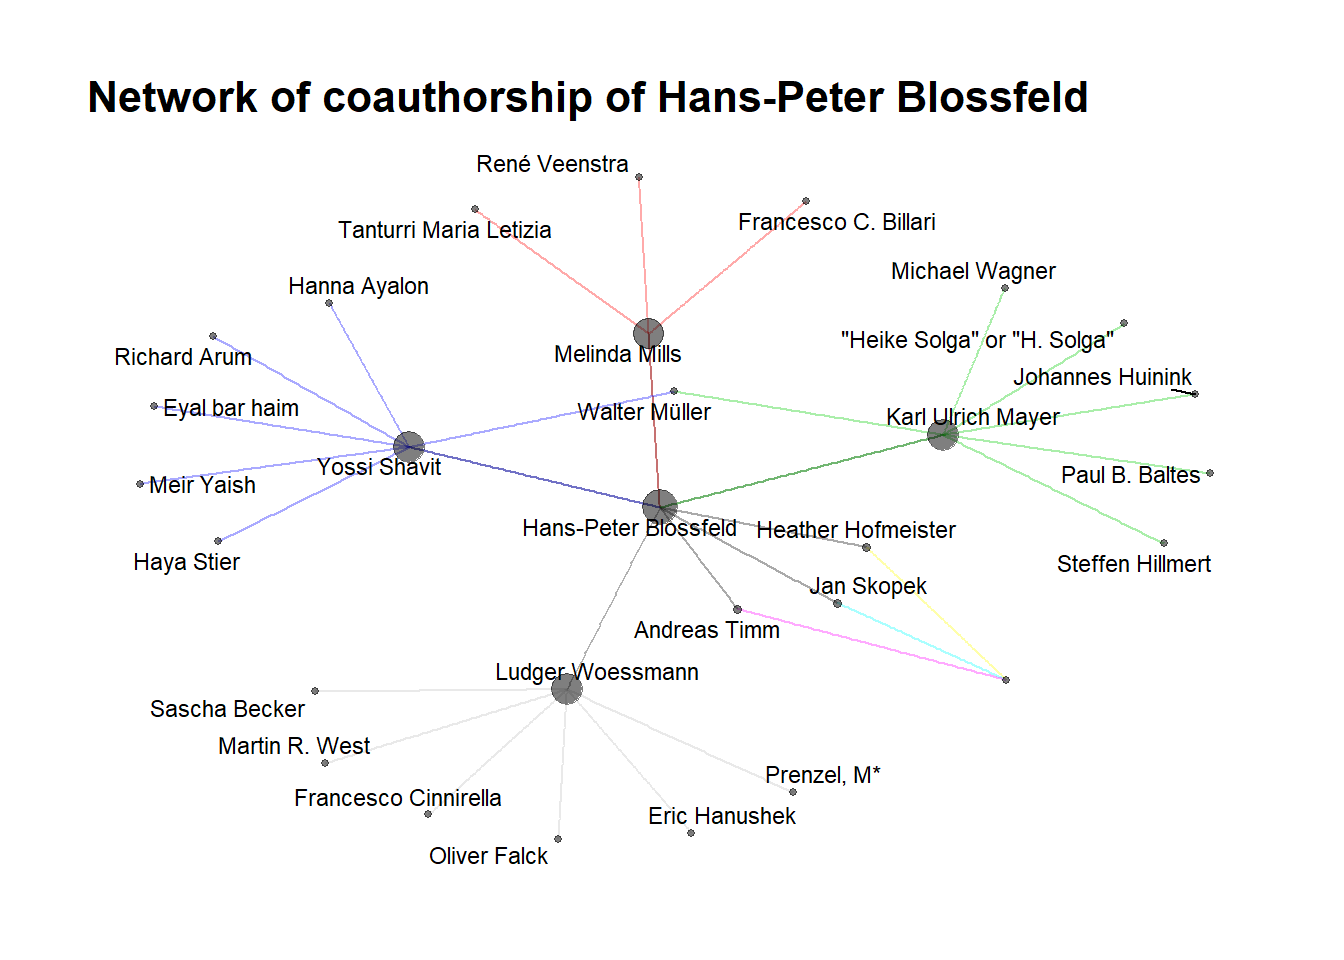 Network of coauthorship of Hans-Peter Blossfeld
René Veenstra
Francesco C. Billari
Tanturri Maria Letizia
Michael Wagner
Hanna Ayalon
"Heike Solga" or "H. Solga"
Melinda Mills
Richard Arum
Johannes Huinink
Eyal bar haim
Walter Müller
Karl Ulrich Mayer
Yossi Shavit
Paul B. Baltes
Meir Yaish
Hans-Peter Blossfeld
Heather Hofmeister
Haya Stier
Steffen Hillmert
Jan Skopek
Andreas Timm
Ludger Woessmann
Sascha Becker
Martin R. West
Prenzel, M*
Francesco Cinnirella
Eric Hanushek
Oliver Falck